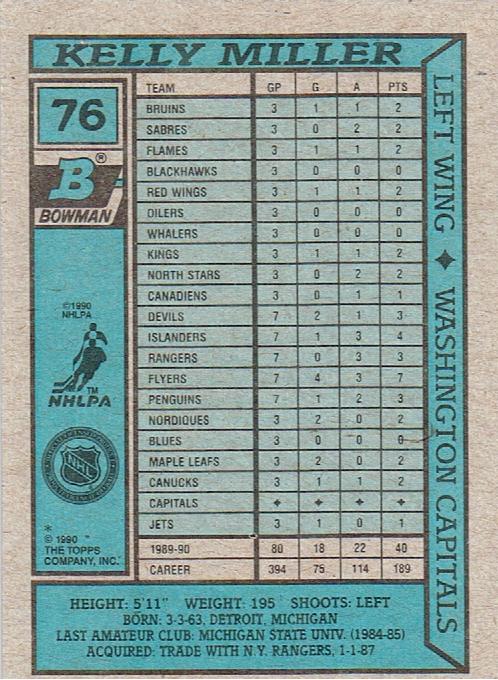 KELLY MILLER
76
B®
BOWMAN
©1990
NHLPA
TM
NHLPA
NHL
*
© 1990
THE TOPPS
COMPANY, INC.
TEAM GP G A PTS
BRUINS 3 1 1 2
SABRES 3 0 2 2
FLAMES 3 1 1 2
BLACKHAWKS 3 0 0 0
RED WINGS 3 1 1 2
OILERS 3 0 0 0
WHALERS 3 0 0 0
KINGS 3 1 1 2
NORTH STARS 3 0 2 2
CANADIENS 3 0 1 1
DEVILS 7 2 1 3
ISLANDERS 7 1 3 4
RANGERS 7 0 3 3
FLYERS 7 4 3 7
PENGUINS 7 1 2 3
NORDIQUES 3 2 0 2
BLUES 3 0 0 0
MAPLE LEAFS 3 2 0 2
CANUCKS 3 1 1 2
CAPITALS ✦ ✦ ✦ ✦
JETS 3 1 0 1
1989-90 80 18 22 40
CAREER 394 75 114 189
LEFT WING ✦ WASHINGTON CAPITALS
HEIGHT: 5'11" WEIGHT: 195 SHOOTS: LEFT
BORN: 3-3-63, DETROIT, MICHIGAN
LAST AMATEUR CLUB: MICHIGAN STATE UNIV. (1984-85)
ACQUIRED: TRADE WITH N.Y. RANGERS, 1-1-87